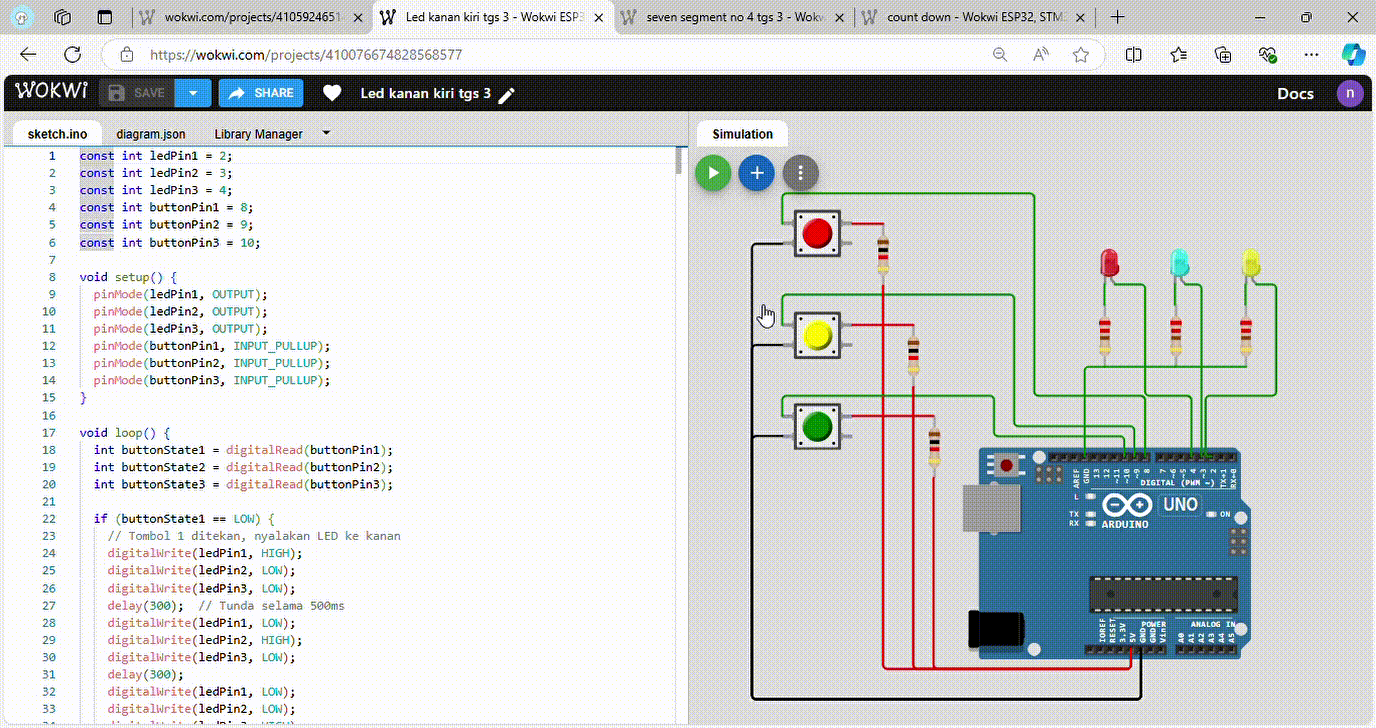 wokwi.com/projects/41059246514
Led kanan kiri tgs 3 - Wokwi ESP3
seven segment no 4 tgs 3 - Wokw
count down - Wokwi ESP32, STM3
https://wokwi.com/projects/410076674828568577
WOKWI
SAVE
SHARE
Led kanan kiri tgs 3
Docs
n
sketch.ino
diagram.json
Library Manager
Simulation
1 const int ledPin1 = 2;
2 const int ledPin2 = 3;
3 const int ledPin3 = 4;
4 const int buttonPin1 = 8;
5 const int buttonPin2 = 9;
6 const int buttonPin3 = 10;
7
8 void setup() {
9 pinMode(ledPin1, OUTPUT);
10 pinMode(ledPin2, OUTPUT);
11 pinMode(ledPin3, OUTPUT);
12 pinMode(buttonPin1, INPUT_PULLUP);
13 pinMode(buttonPin2, INPUT_PULLUP);
14 pinMode(buttonPin3, INPUT_PULLUP);
15 }
16
17 void loop() {
18 int buttonState1 = digitalRead(buttonPin1);
19 int buttonState2 = digitalRead(buttonPin2);
20 int buttonState3 = digitalRead(buttonPin3);
21
22 if (buttonState1 == LOW) {
23 // Tombol 1 ditekan, nyalakan LED ke kanan
24 digitalWrite(ledPin1, HIGH);
25 digitalWrite(ledPin2, LOW);
26 digitalWrite(ledPin3, LOW);
27 delay(300); // Tunda selama 500ms
28 digitalWrite(ledPin1, LOW);
29 digitalWrite(ledPin2, HIGH);
30 digitalWrite(ledPin3, LOW);
31 delay(300);
32 digitalWrite(ledPin1, LOW);
33 digitalWrite(ledPin2, LOW);
AREF
GND
13
12
~11
~10
~9
8
7
~6
~5
4
~3
2
TX→1
RX←0
DIGITAL (PWM ~)
L
TX
RX
UNO
ON
ARDUINO
IOREF
RESET
3.3V
5V
GND
GND
Vin
POWER
ANALOG IN
A0
A1
A2
A3
A4
A5